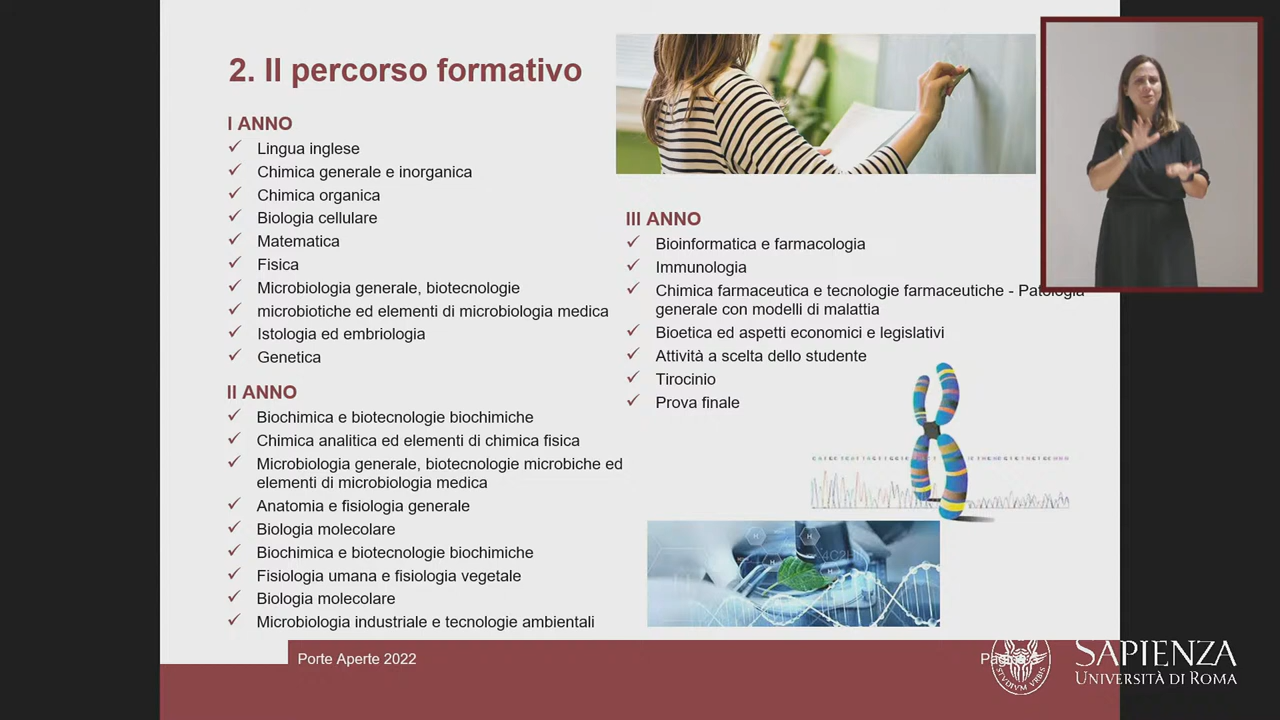 2. Il percorso formativo
I ANNO
Lingua inglese
Chimica generale e inorganica
Chimica organica
Biologia cellulare
Matematica
Fisica
Microbiologia generale, biotecnologie
microbiotiche ed elementi di microbiologia medica
Istologia ed embriologia
Genetica
II ANNO
Biochimica e biotecnologie biochimiche
Chimica analitica ed elementi di chimica fisica
Microbiologia generale, biotecnologie microbiche ed
elementi di microbiologia medica
Anatomia e fisiologia generale
Biologia molecolare
Biochimica e biotecnologie biochimiche
Fisiologia umana e fisiologia vegetale
Biologia molecolare
Microbiologia industriale e tecnologie ambientali
III ANNO
Bioinformatica e farmacologia
Immunologia
Chimica farmaceutica e tecnologie farmaceutiche - Patologia
generale con modelli di malattia
Bioetica ed aspetti economici e legislativi
Attività a scelta dello studente
Tirocinio
Prova finale
Porte Aperte 2022
STVDIVM VRBIS
SAPIENZA
UNIVERSITÀ DI ROMA